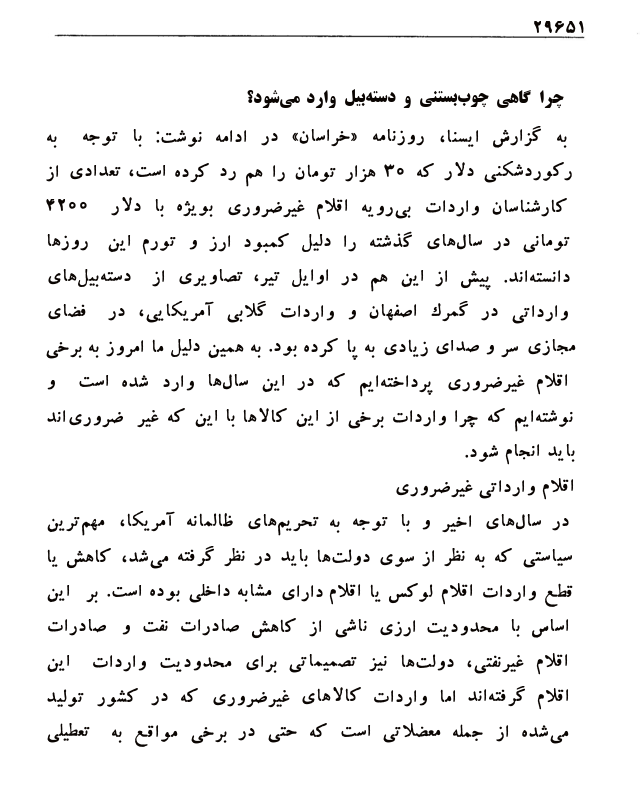 ۲۹۶۵۱
چرا گاهی چوب‌بستنی و دسته‌بیل وارد می‌شود؟
به گزارش ایسنا، روزنامه «خراسان» در ادامه نوشت: با توجه به
رکوردشکنی دلار که ۳۰ هزار تومان را هم رد کرده است، تعدادی از
کارشناسان واردات بی‌رویه اقلام غیرضروری بویژه با دلار ۴۲۰۰
تومانی در سال‌های گذشته را دلیل کمبود ارز و تورم این روزها
دانسته‌اند. پیش از این هم در اوایل تیر، تصاویری از دسته‌بیل‌های
وارداتی در گمرك اصفهان و واردات گلابی آمریکایی، در فضای
مجازی سر و صدای زیادی به پا کرده بود. به همین دلیل ما امروز به برخی
اقلام غیرضروری پرداخته‌ایم که در این سال‌ها وارد شده است و
نوشته‌ایم که چرا واردات برخی از این کالاها با این که غیر ضروری‌اند
باید انجام شود.
اقلام وارداتی غیرضروری
در سال‌های اخیر و با توجه به تحریم‌های ظالمانه آمریکا، مهم‌ترین
سیاستی که به نظر از سوی دولت‌ها باید در نظر گرفته می‌شد، کاهش یا
قطع واردات اقلام لوکس یا اقلام دارای مشابه داخلی بوده است. بر این
اساس با محدودیت ارزی ناشی از کاهش صادرات نفت و صادرات
اقلام غیرنفتی، دولت‌ها نیز تصمیماتی برای محدودیت واردات این
اقلام گرفته‌اند اما واردات کالاهای غیرضروری که در کشور تولید
می‌شده از جمله معضلاتی است که حتی در برخی مواقع به تعطیلی